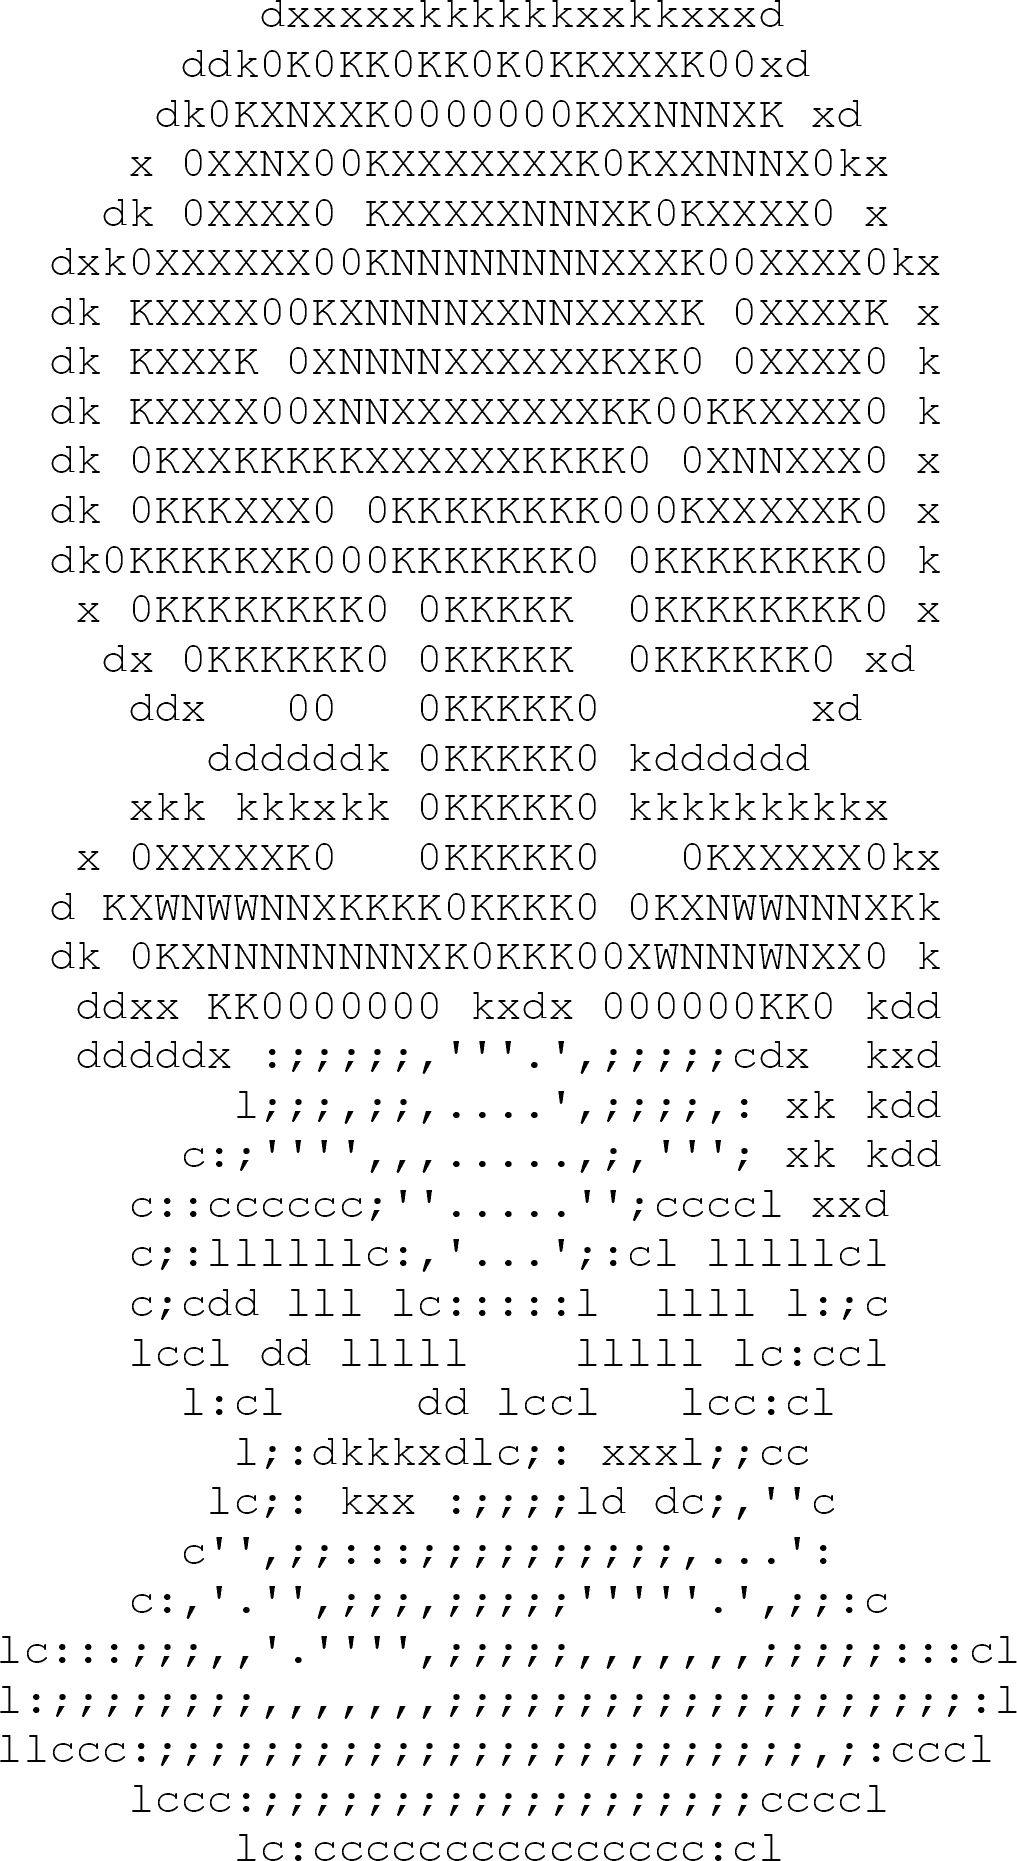 dxxxxxkkkkkkxxkkxxxd
ddk0K0KK0KK0K0KKXXXK00xd
dk0KXNXXK0000000KXXNNNXK xd
x 0XXNX00KXXXXXXXK0KXXNNNX0kx
dk 0XXXX0 KXXXXXNNNXK0KXXXX0 x
dxk0XXXXXX00KNNNNNNNNXXXK00XXXX0kx
dk KXXXX00KXNNNNXXNNXXXXK 0XXXXK x
dk KXXXK 0XNNNNXXXXXXKXK0 0XXXX0 k
dk KXXXX00XNNXXXXXXXXKK00KKXXXX0 k
dk 0KXXKKKKKXXXXXXKKKK0 0XNNXXX0 x
dk 0KKKXXX0 0KKKKKKKK000KXXXXXK0 x
dk0KKKKKXK000KKKKKKK0 0KKKKKKKK0 k
x 0KKKKKKKK0 0KKKKK  0KKKKKKKK0 x
dx 0KKKKKK0 0KKKKK  0KKKKKK0 xd
ddx   00   0KKKKK0        xd
ddddddk 0KKKKK0 kdddddd
xkk kkkxkk 0KKKKK0 kkkkkkkkkx
x 0XXXXXK0   0KKKKK0   0KXXXXX0kx
d KXWNWWNNXKKKK0KKKK0 0KXNWWNNNXKk
dk 0KXNNNNNNNNXK0KKK00XWNNNWNXX0 k
ddxx KK0000000 kxdx 000000KK0 kdd
dddddx :;;;;;,'''.',;;;;;cdx  kxd
l;;;,;;,....',;;;;,: xk kdd
c:;'''',,,.....,;,'''; xk kdd
c::cccccc;''.....'';ccccl xxd
c;:llllllc:,'...';:cl lllllcl
c;cdd lll lc:::::l  llll l:;c
lccl dd lllll    lllll lc:ccl
l:cl     dd lccl   lcc:cl
l;:dkkkxdlc;: xxxl;;cc
lc;: kxx :;;;;ld dc;,''c
c'',;;:::;;;;;;;;;;,...':
c:,'.'',;;;,;;;;;'''''.',;;:c
lc:::;;;,,'.'''',;;;;;,,,,,,,;;;;;:::cl
l:;;;;;;;;,,,,,,,;;;;;;;;;;;;;;;;;;;;:l
llccc:;;;;;;;;;;;;;;;;;;;;;;;;;,;:cccl
lccc:;;;;;;;;;;;;;;;;;;;ccccl
lc:ccccccccccccccc:cl